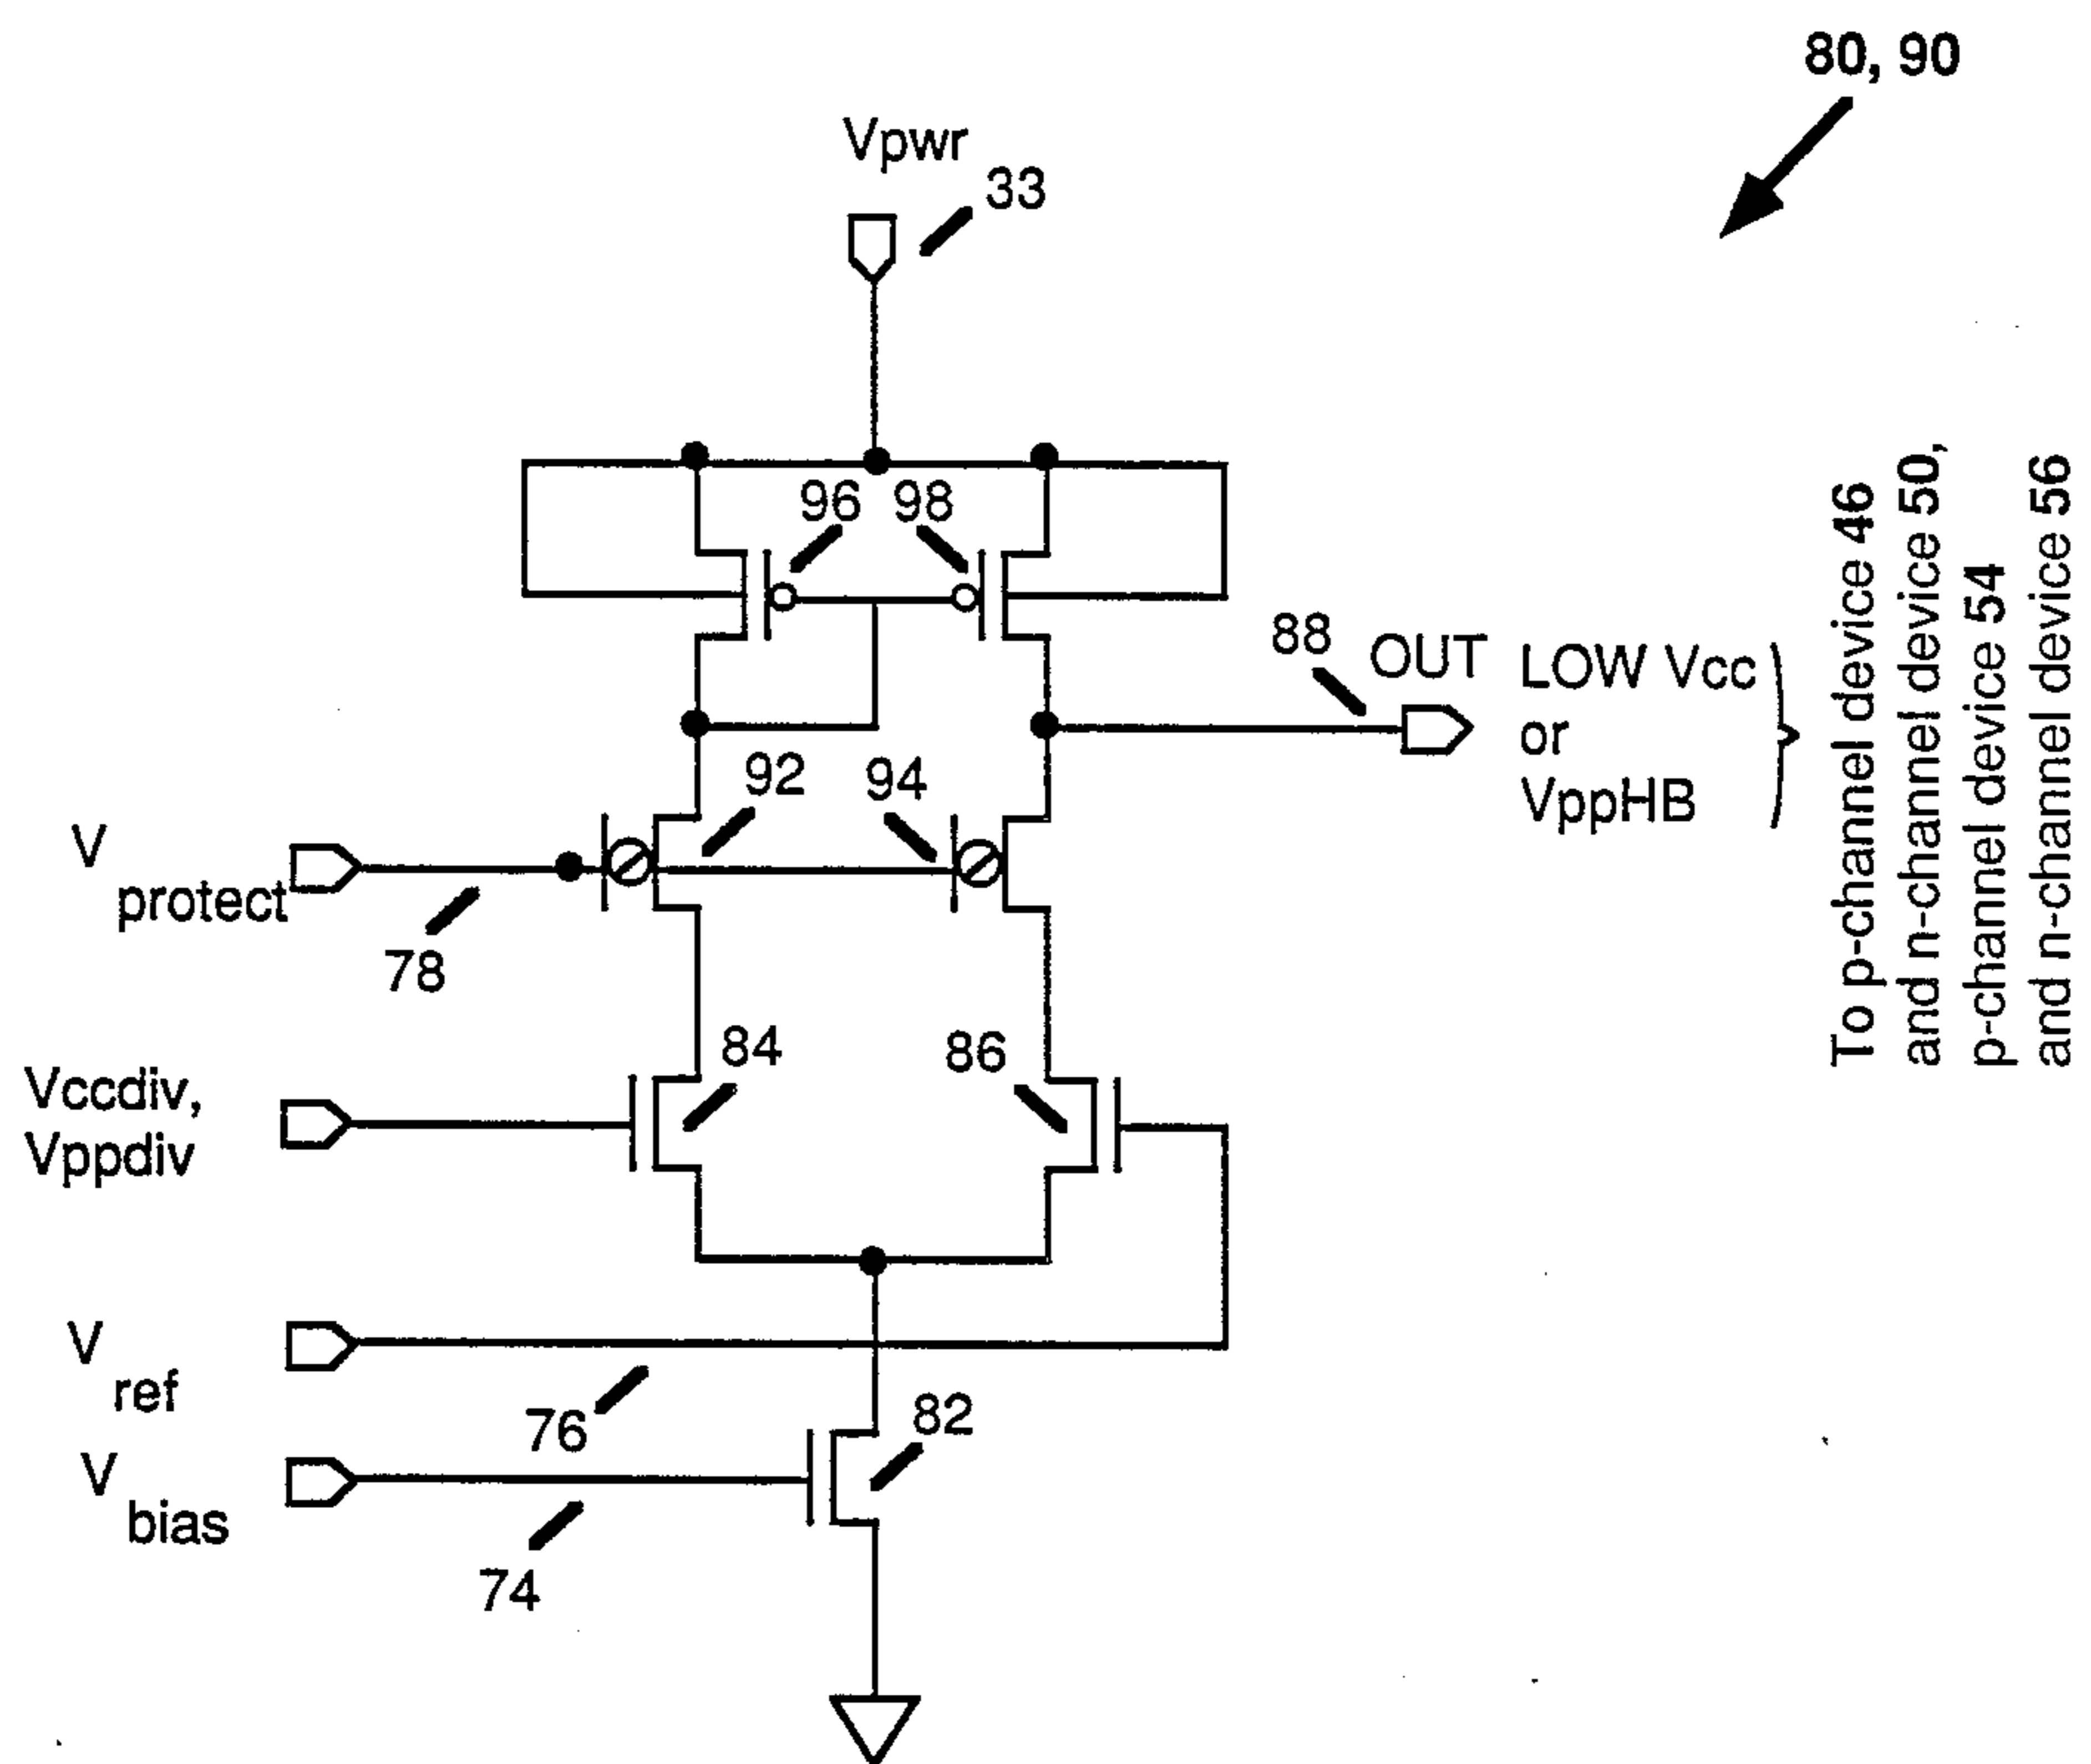 80, 90
Vpwr
33
96
98
88
OUT
LOW Vcc
or
VppHB
To p-channel device 46
and n-channel device 50,
p-channel device 54
and n-channel device 56
92
94
V
protect
78
84
86
Vccdiv,
Vppdiv
V
ref
76
82
V
bias
74